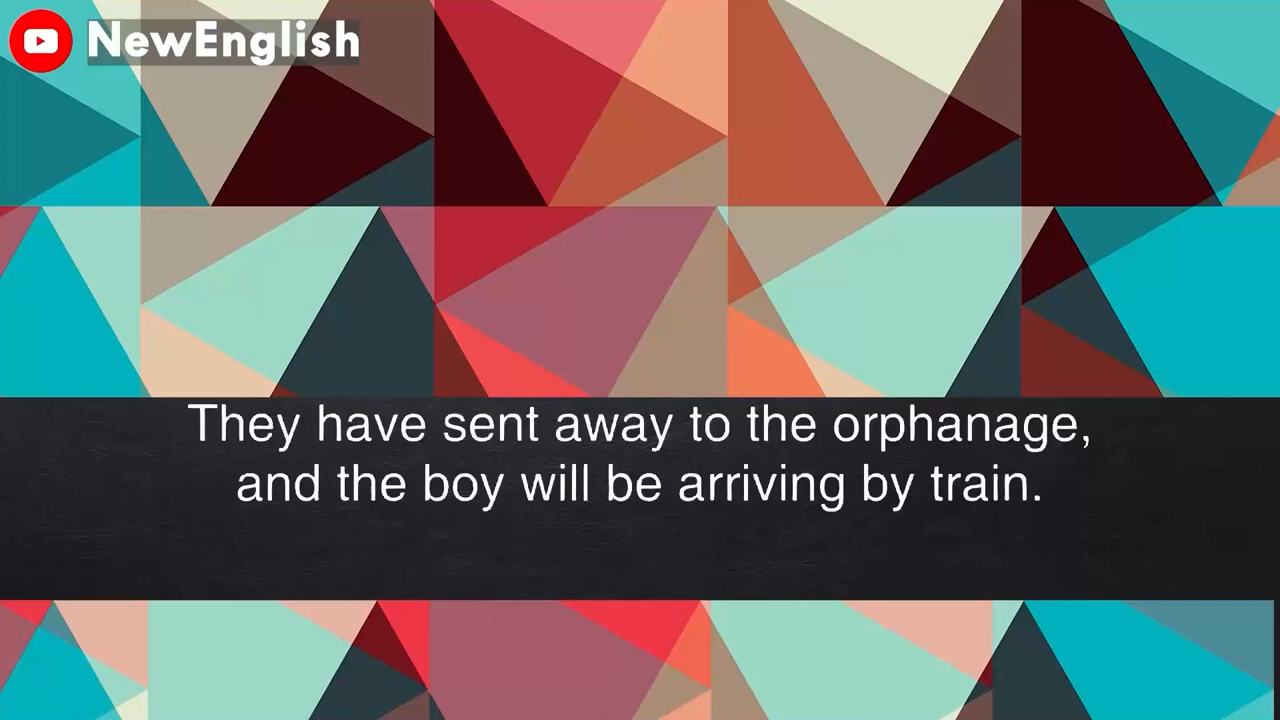 NewEnglish
They have sent away to the orphanage,
and the boy will be arriving by train.